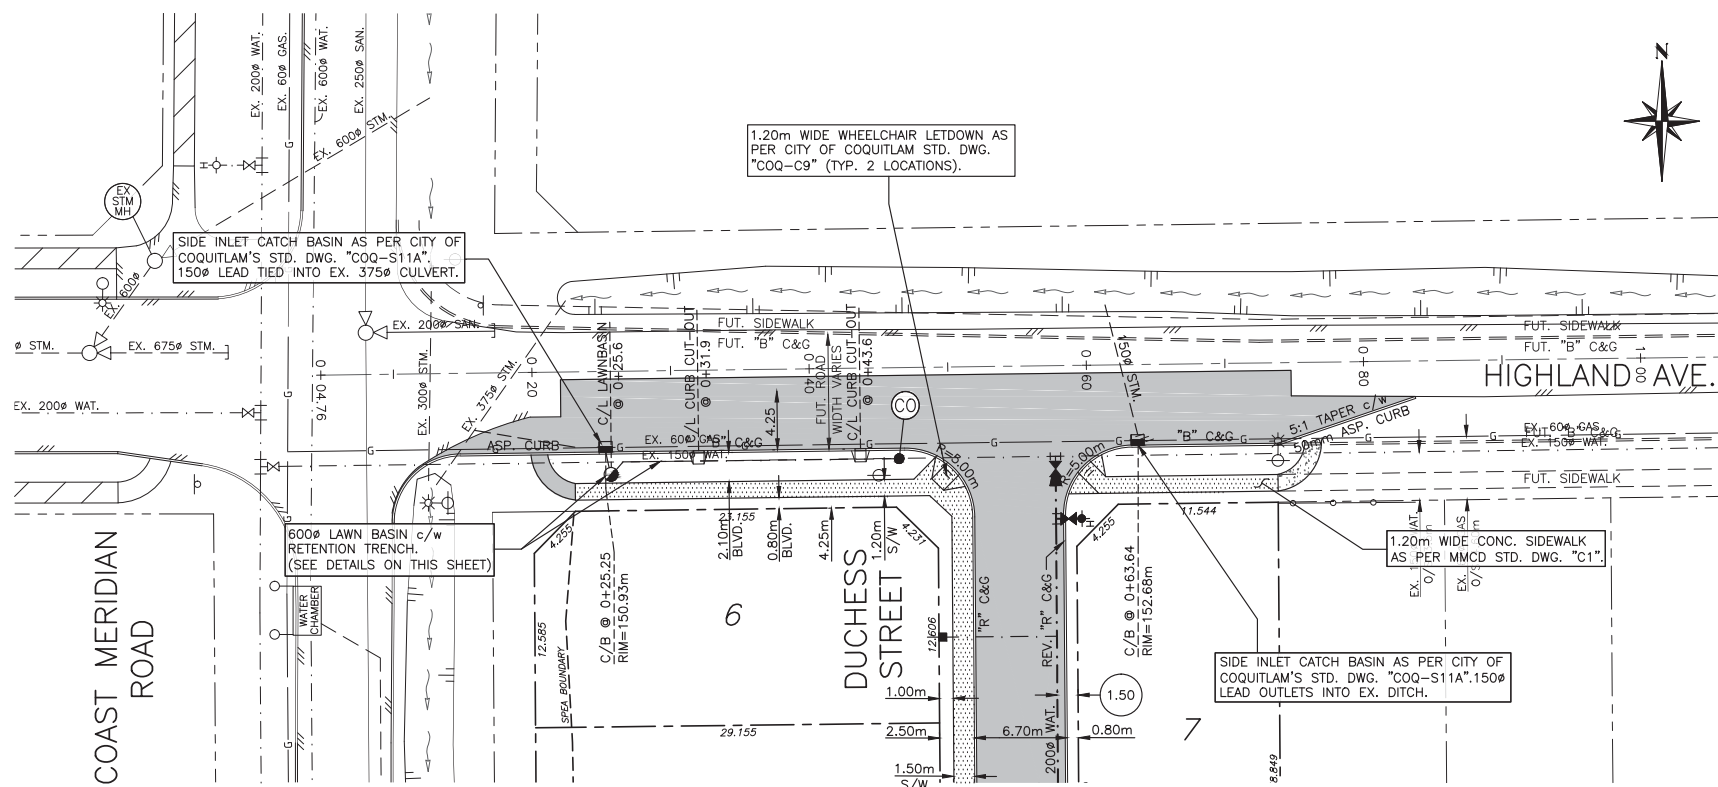 EX. 200ø WAT.
EX. 60ø GAS.
EX. 600ø WAT.
EX. 250ø SAN.
EX. 600ø STM.
N
1.20m WIDE WHEELCHAIR LETDOWN AS
PER CITY OF COQUITLAM STD. DWG.
"COQ-C9" (TYP. 2 LOCATIONS).
EX
STM
MH
SIDE INLET CATCH BASIN AS PER CITY OF
COQUITLAM'S STD. DWG. "COQ-S11A".
150ø LEAD TIED INTO EX. 375ø CULVERT.
EX. 600ø
EX. 200ø SAN.
ø STM.
EX. 675ø STM.
EX. 200ø WAT.
0+04.76
EX. 300ø STM.
EX. 375ø STM.
0+20
C/L LAWNBASIN
@ 0+25.6
C/L CURB CUT-OUT
@ 0+31.9
0+40
FUT. ROAD
WIDTH VARIES
C/L CURB CUT-OUT
@ 0+43.6
FUT. SIDEWALK
FUT. "B" C&G
4.25
CO
0+60
150ø STM.
0+80
1+00
FUT. SIDEWALK
FUT. "B" C&G
HIGHLAND AVE.
ASP. CURB
EX. 60ø GAS.
"B" C&G
EX. 150ø WAT.
R=5.00m
R=5.00m
"B" C&G
5:1 TAPER c/w
50mm ASP. CURB
EX. 60ø GAS.
FUT. "B" C&G
EX. 150ø WAT.
FUT. SIDEWALK
600ø LAWN BASIN c/w
RETENTION TRENCH.
(SEE DETAILS ON THIS SHEET)
4.255
23.155
2.10m
BLVD.
0.80m
BLVD.
4.25m
1.20m
S/W
4.231
4.255
11.544
1.20m WIDE CONC. SIDEWALK
AS PER MMCD STD. DWG. "C1".
H
H
G
COAST MERIDIAN
ROAD
WATER
CHAMBER
12.585
SPEA BOUNDARY
C/B @ 0+25.25
RIM=150.93m
6
DUCHESS
STREET
12.606
"R" C&G
REV. "R" C&G
C/B @ 0+63.64
RIM=152.68m
SIDE INLET CATCH BASIN AS PER CITY OF
COQUITLAM'S STD. DWG. "COQ-S11A".150ø
LEAD OUTLETS INTO EX. DITCH.
1.00m
1.50
29.155
2.50m
6.70m
0.80m
200ø WAT.
7
8.849
1.50m
S/W